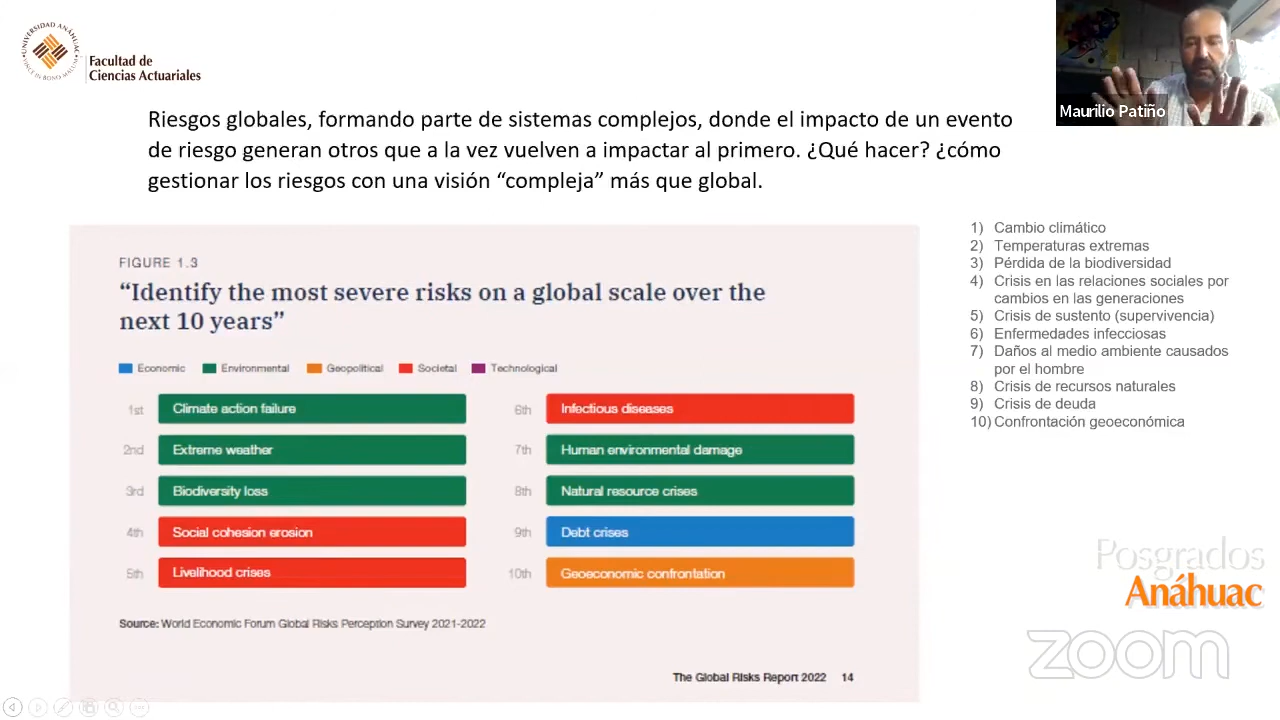 UNIVERSIDAD ANÁHUAC
VINCE IN BONO MALUM
Facultad de
Ciencias Actuariales
Maurilio Patiño
Riesgos globales, formando parte de sistemas complejos, donde el impacto de un evento
de riesgo generan otros que a la vez vuelven a impactar al primero. ¿Qué hacer? ¿cómo
gestionar los riesgos con una visión “compleja” más que global.
FIGURE 1.3
“Identify the most severe risks on a global scale over the
next 10 years”
Economic Environmental Geopolitical Societal Technological
1st Climate action failure
2nd Extreme weather
3rd Biodiversity loss
4th Social cohesion erosion
5th Livelihood crises
6th Infectious diseases
7th Human environmental damage
8th Natural resource crises
9th Debt crises
10th Geoeconomic confrontation
Source: World Economic Forum Global Risks Perception Survey 2021-2022
The Global Risks Report 2022 14
1) Cambio climático
2) Temperaturas extremas
3) Pérdida de la biodiversidad
4) Crisis en las relaciones sociales por
cambios en las generaciones
5) Crisis de sustento (supervivencia)
6) Enfermedades infecciosas
7) Daños al medio ambiente causados
por el hombre
8) Crisis de recursos naturales
9) Crisis de deuda
10) Confrontación geoeconómica
Posgrados
Anáhuac
zoom